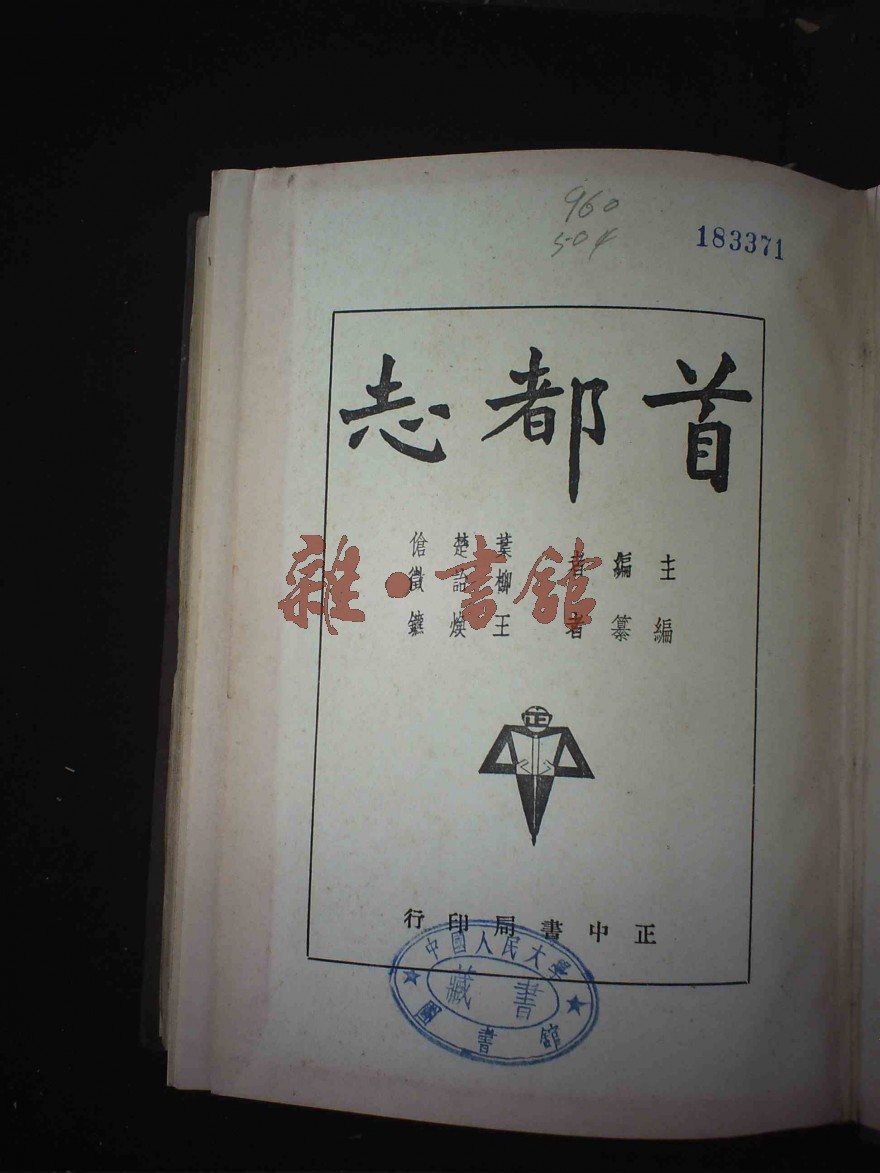 960
504
183371
首都志
主編者 葉楚傖
柳詒徵
編纂者 王煥鑣
雜·書館
正
正中書局印行
中國人民大學
圖書館
藏書